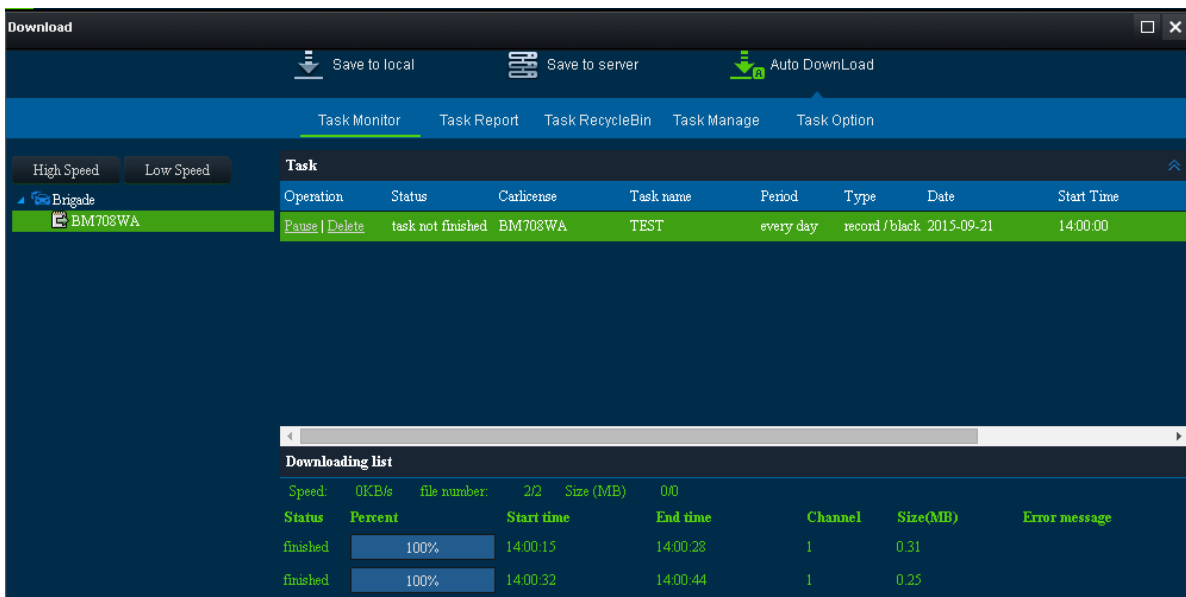 Download
Save to local Save to server A Auto DownLoad
Task Monitor Task Report Task RecycleBin Task Manage Task Option
High Speed Low Speed
Task
Operation Status Carlicense Task name Period Type Date Start Time
Brigade
BM708WA
Pause | Delete task not finished BM708WA TEST every day record / black 2015-09-21 14:00:00
Downloading list
Speed: 0KB/s file number: 2/2 Size (MB) 0/0
Status Percent Start time End time Channel Size(MB) Error message
finished 100% 14:00:15 14:00:28 1 0.31
finished 100% 14:00:32 14:00:44 1 0.25